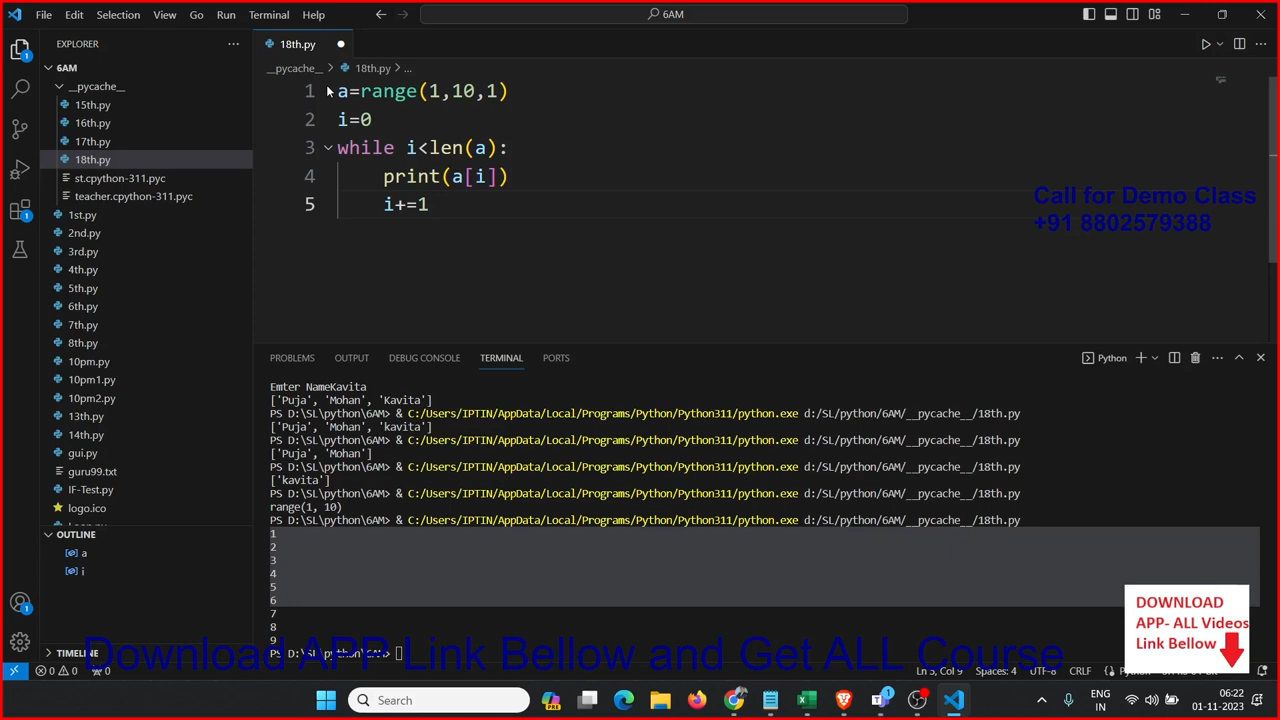 File Edit Selection View Go Run Terminal Help
6AM
EXPLORER
18th.py
6AM
__pycache__ > 18th.py > ...
__pycache__
15th.py
16th.py
17th.py
18th.py
st.cpython-311.pyc
teacher.cpython-311.pyc
1st.py
2nd.py
3rd.py
4th.py
5th.py
6th.py
7th.py
8th.py
10pm.py
10pm1.py
10pm2.py
13th.py
14th.py
gui.py
guru99.txt
IF-Test.py
logo.ico
OUTLINE
a
i
TIMELINE
1 a=range(1,10,1)
2 i=0
3 while i<len(a):
4 print(a[i])
5 i+=1
Call for Demo Class
+91 8802579388
PROBLEMS OUTPUT DEBUG CONSOLE TERMINAL PORTS
Python
Emter NameKavita
['Puja', 'Mohan', 'Kavita']
PS D:\SL\python\6AM> & C:/Users/IPTIN/AppData/Local/Programs/Python/Python311/python.exe d:/SL/python/6AM/__pycache__/18th.py
['Puja', 'Mohan', 'kavita']
PS D:\SL\python\6AM> & C:/Users/IPTIN/AppData/Local/Programs/Python/Python311/python.exe d:/SL/python/6AM/__pycache__/18th.py
['Puja', 'Mohan']
PS D:\SL\python\6AM> & C:/Users/IPTIN/AppData/Local/Programs/Python/Python311/python.exe d:/SL/python/6AM/__pycache__/18th.py
['kavita']
PS D:\SL\python\6AM> & C:/Users/IPTIN/AppData/Local/Programs/Python/Python311/python.exe d:/SL/python/6AM/__pycache__/18th.py
range(1, 10)
PS D:\SL\python\6AM> & C:/Users/IPTIN/AppData/Local/Programs/Python/Python311/python.exe d:/SL/python/6AM/__pycache__/18th.py
1
2
3
4
5
6
7
8
9
PS D:\SL\python\6AM>
DOWNLOAD
APP- ALL Videos
Link Bellow
Download APP Link Bellow and Get ALL Course
0 0 0 Ln 5, Col 9 Spaces: 4 UTF-8 CRLF
Search
PRE
1
ENG
IN
06:22
01-11-2023